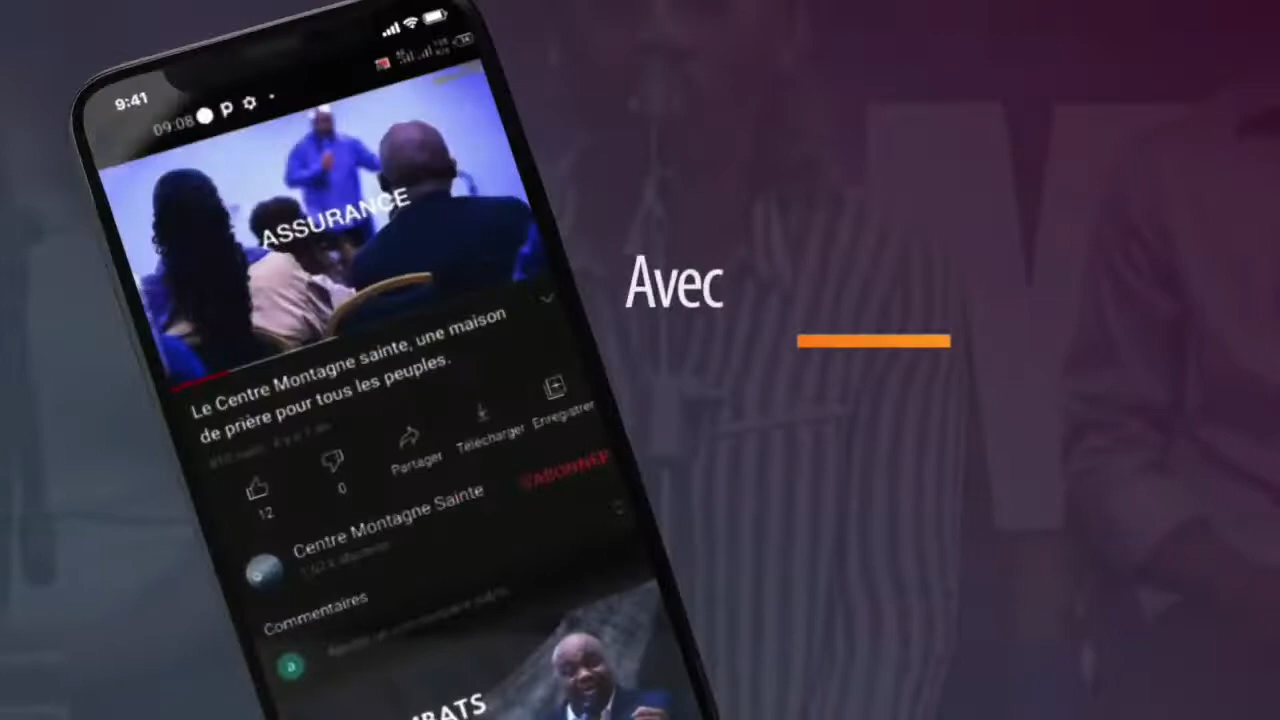 9:41
09:08
ASSURANCE
Avec
Le Centre Montagne sainte, une maison
de prière pour tous les peuples.
12
0
Partager
Télécharger
Enregistrer
Centre Montagne Sainte
S'ABONNER
Commentaires
a